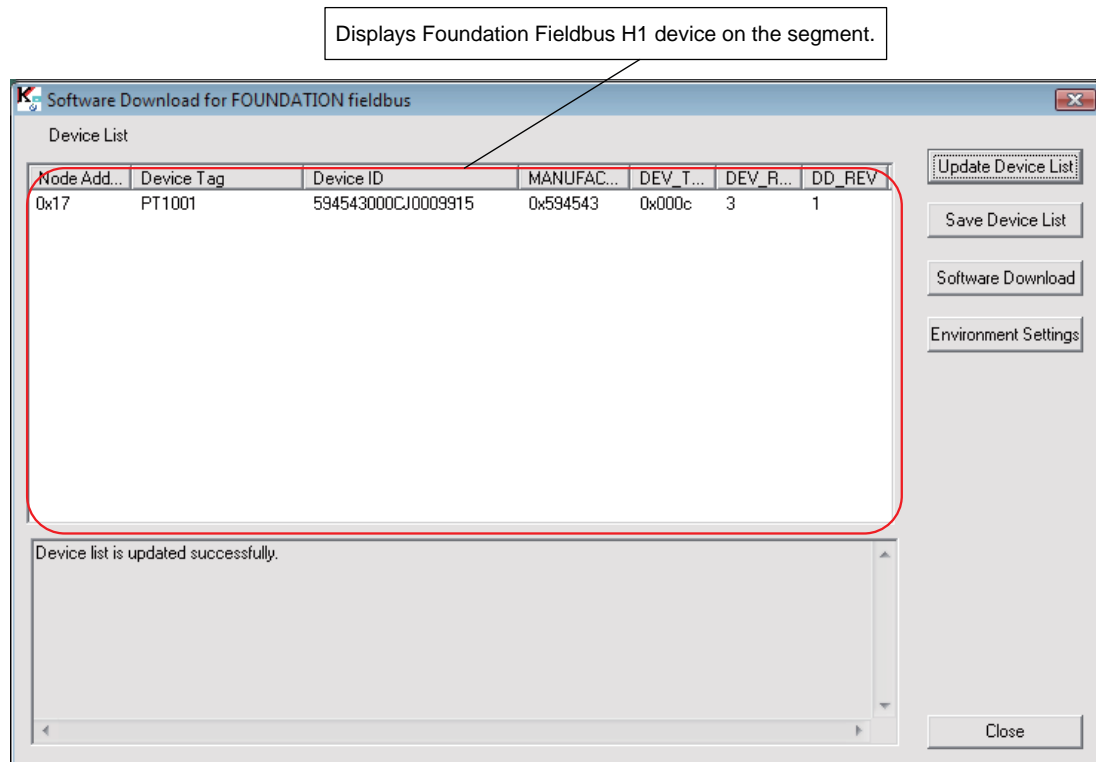 Displays Foundation Fieldbus H1 device on the segment.
Software Download for FOUNDATION fieldbus
Device List
Node Add... Device Tag Device ID MANUFAC... DEV_T... DEV_R... DD_REV
0x17 PT1001 594543000CJ0009915 0x594543 0x000c 3 1
Update Device List
Save Device List
Software Download
Environment Settings
Device list is updated successfully.
Close